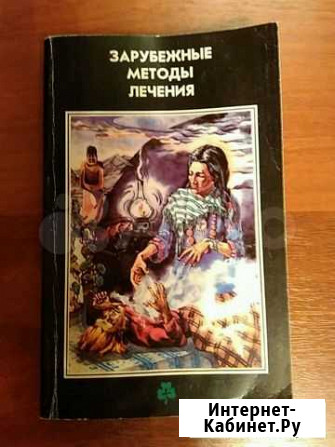 ЗАРУБЕЖНЫЕ
МЕТОДЫ
ЛЕЧЕНИЯ
Интернет-
Кабинет.Ру